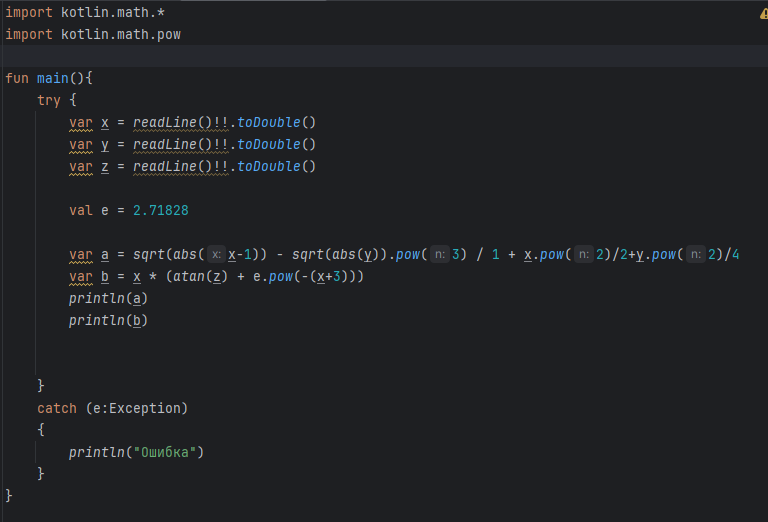 import kotlin.math.*
import kotlin.math.pow
fun main(){
try {
var x = readLine()!!.toDouble()
var y = readLine()!!.toDouble()
var z = readLine()!!.toDouble()
val e = 2.71828
var a = sqrt(abs( x: x-1)) - sqrt(abs(y)).pow( n: 3) / 1 + x.pow( n: 2)/2+y.pow( n: 2)/4
var b = x * (atan(z) + e.pow(-(x+3)))
println(a)
println(b)
}
catch (e:Exception)
{
println("Ошибка")
}
}